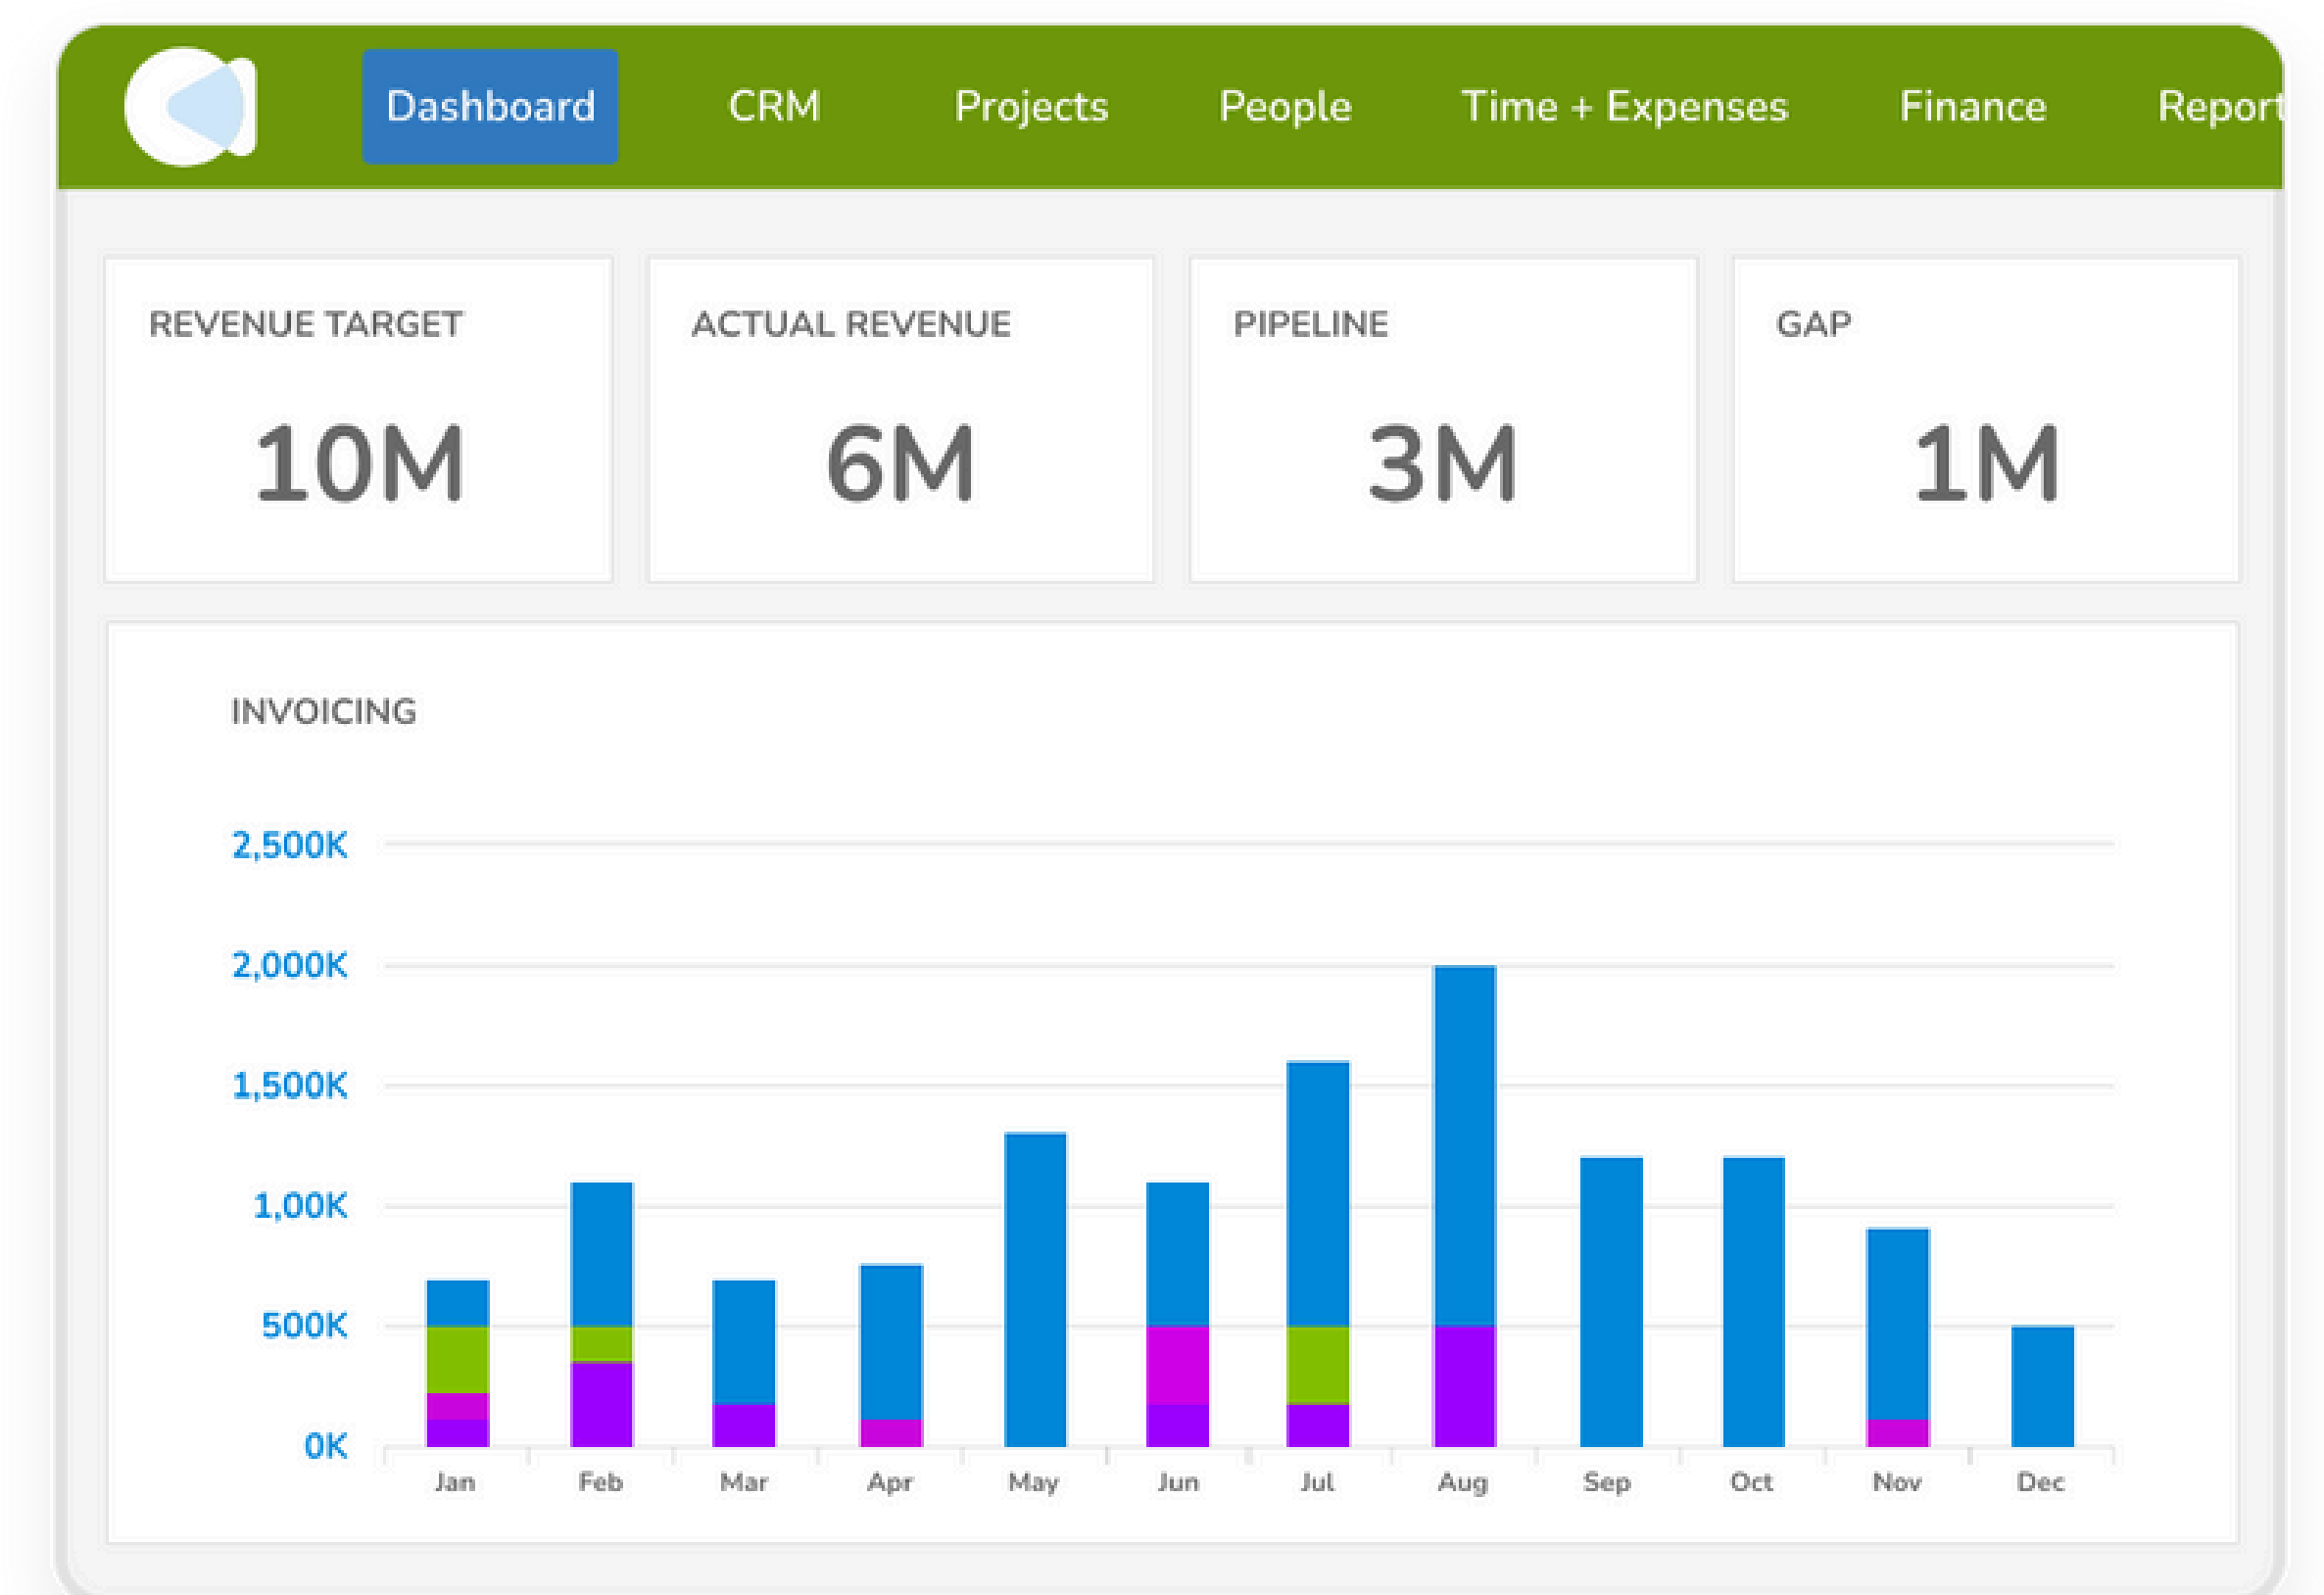 Dashboard CRM Projects People Time + Expenses Finance Report
REVENUE TARGET ACTUAL REVENUE PIPELINE GAP
10M 6M 3M 1M
INVOICING
2,500K
2,000K
1,500K
1,00K
500K
0K
Jan Feb Mar Apr May Jun Jul Aug Sep Oct Nov Dec